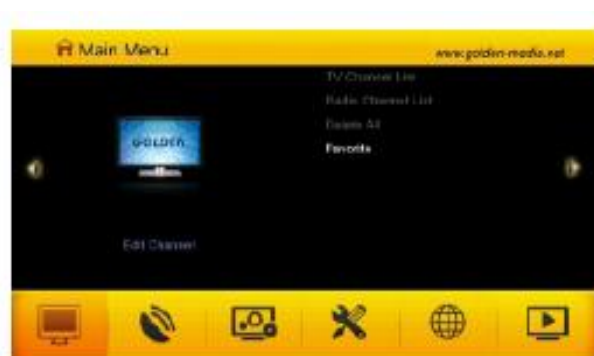 Main Menu
www.golden-media.net
TV Channel List
Radio Channel List
Delete All
Favorite
GOLDEN
Edit Channel